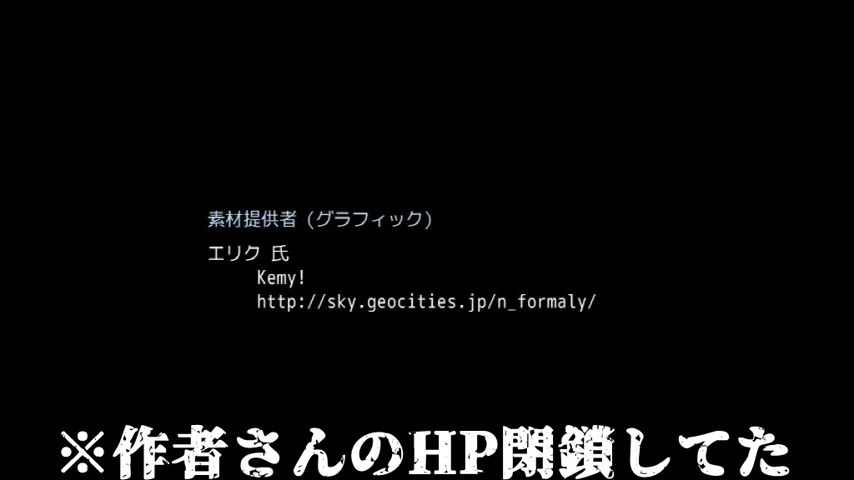 素材提供者 (グラフィック)
エリク 氏
Kemy!
http://sky.geocities.jp/n_formaly/
※作者さんのHP閉鎖してた